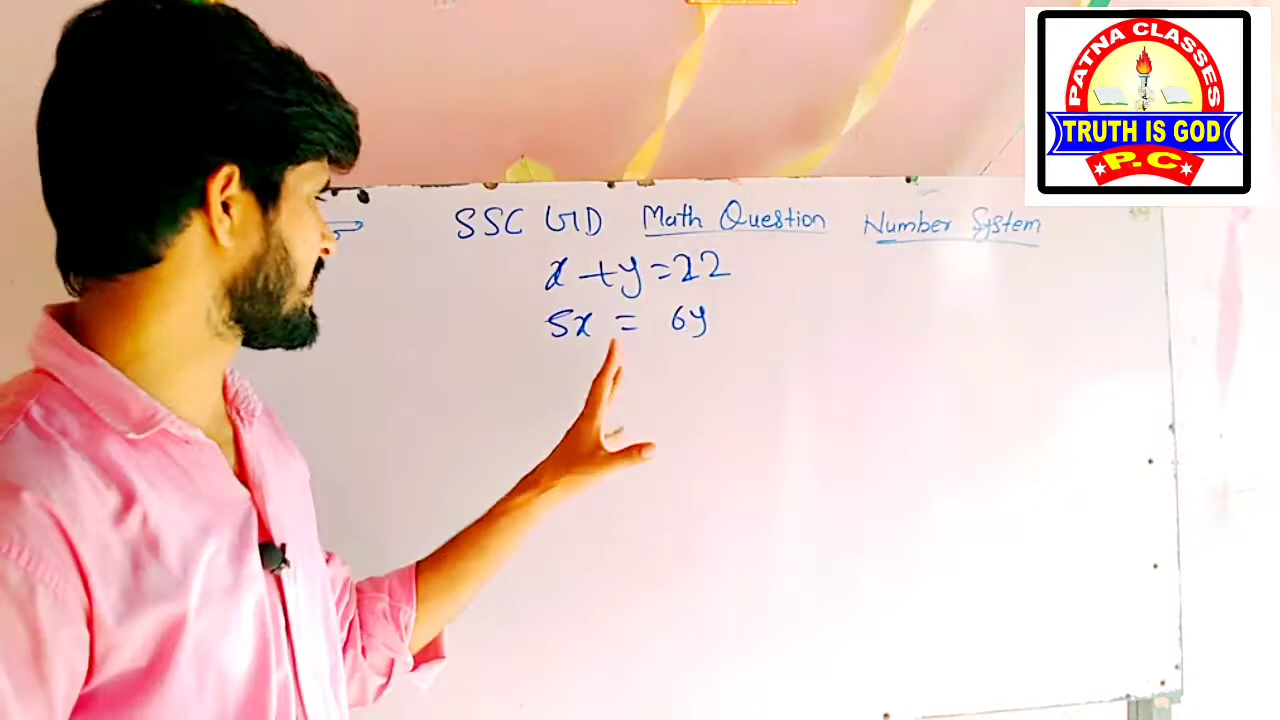 PATNA CLASSES
TRUTH IS GOD
P.C
SSC GD Math Question Number System
x + y = 22
5x = 6y